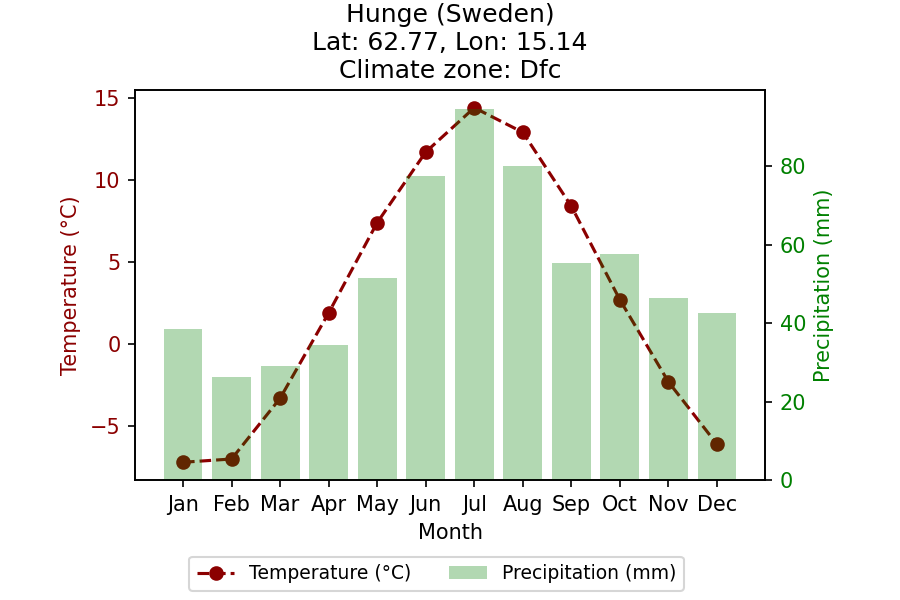 Hunge (Sweden)
Lat: 62.77, Lon: 15.14
Climate zone: Dfc
15
10
5
0
−5
Temperature (°C)
80
60
40
20
0
Precipitation (mm)
Jan Feb Mar Apr May Jun Jul Aug Sep Oct Nov Dec
Month
Temperature (°C) Precipitation (mm)